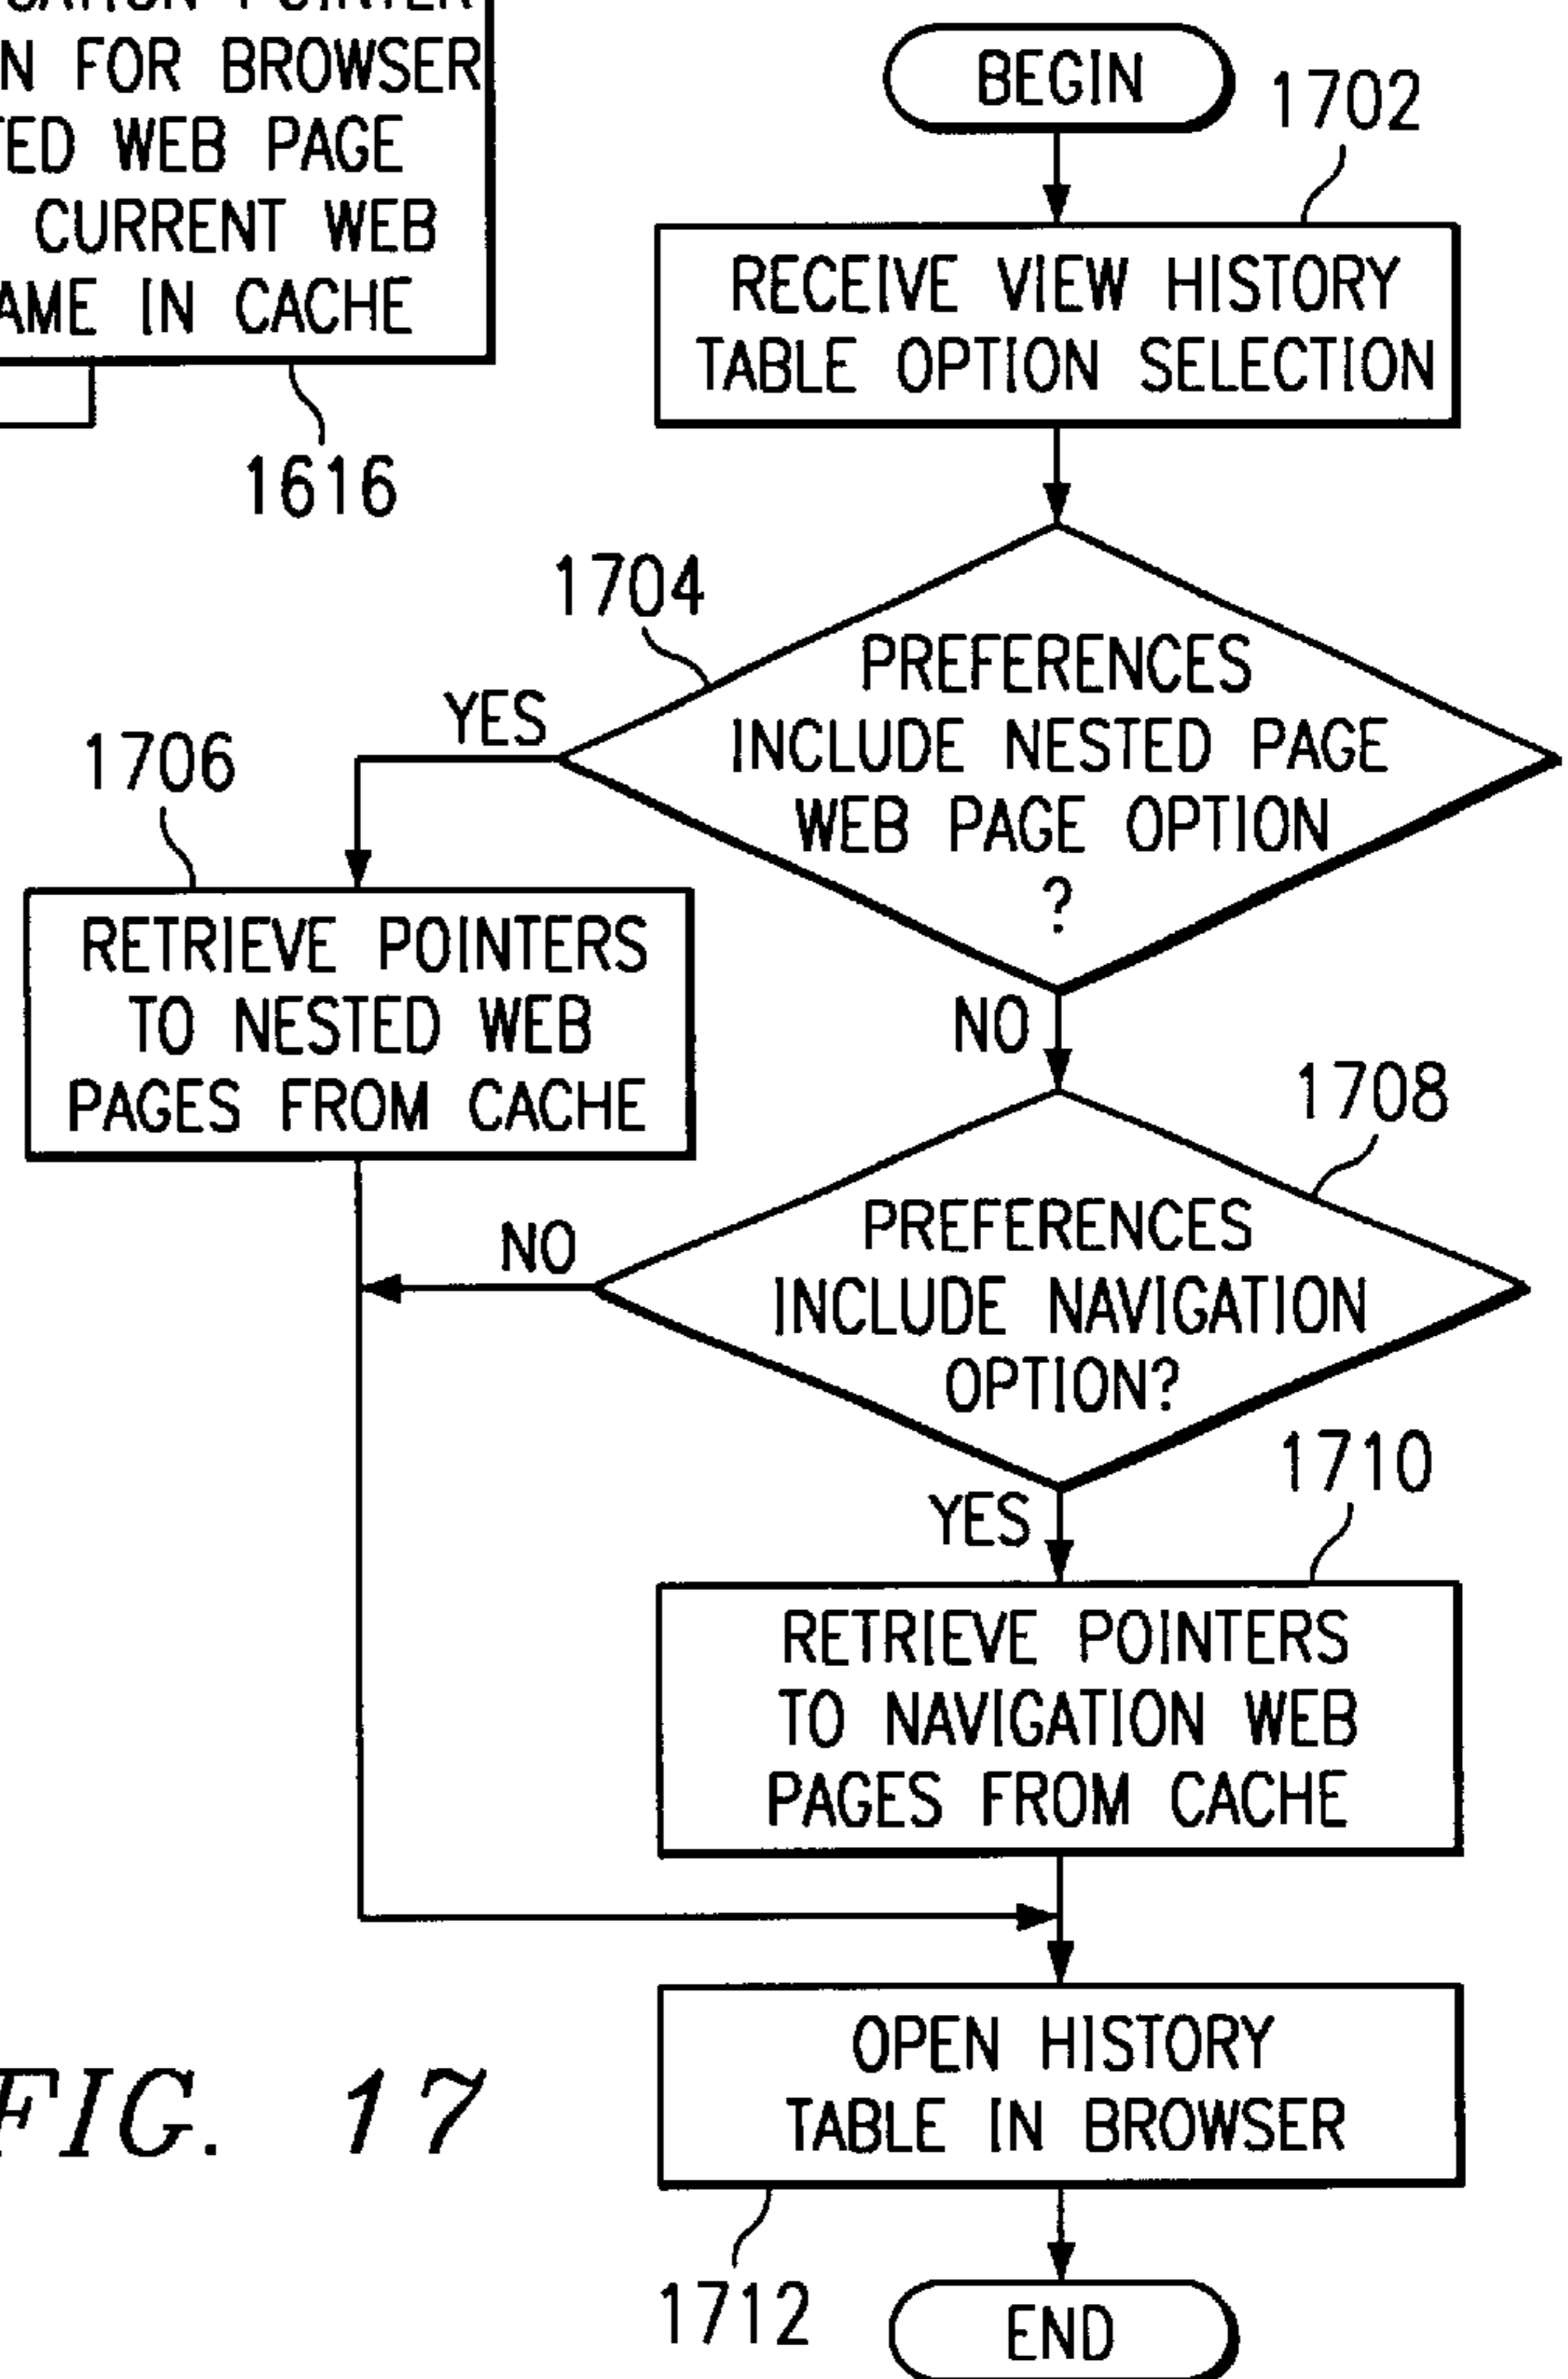 FOR BROWSER
WEB PAGE
CURRENT WEB
IN CACHE
1616
BEGIN
1702
RECEIVE VIEW HISTORY
TABLE OPTION SELECTION
1704
PREFERENCES
INCLUDE NESTED PAGE
WEB PAGE OPTION
?
YES
1706
RETRIEVE POINTERS
TO NESTED WEB
PAGES FROM CACHE
NO
1708
PREFERENCES
INCLUDE NAVIGATION
OPTION?
NO
YES
1710
RETRIEVE POINTERS
TO NAVIGATION WEB
PAGES FROM CACHE
OPEN HISTORY
TABLE IN BROWSER
1712
END
FIG. 17